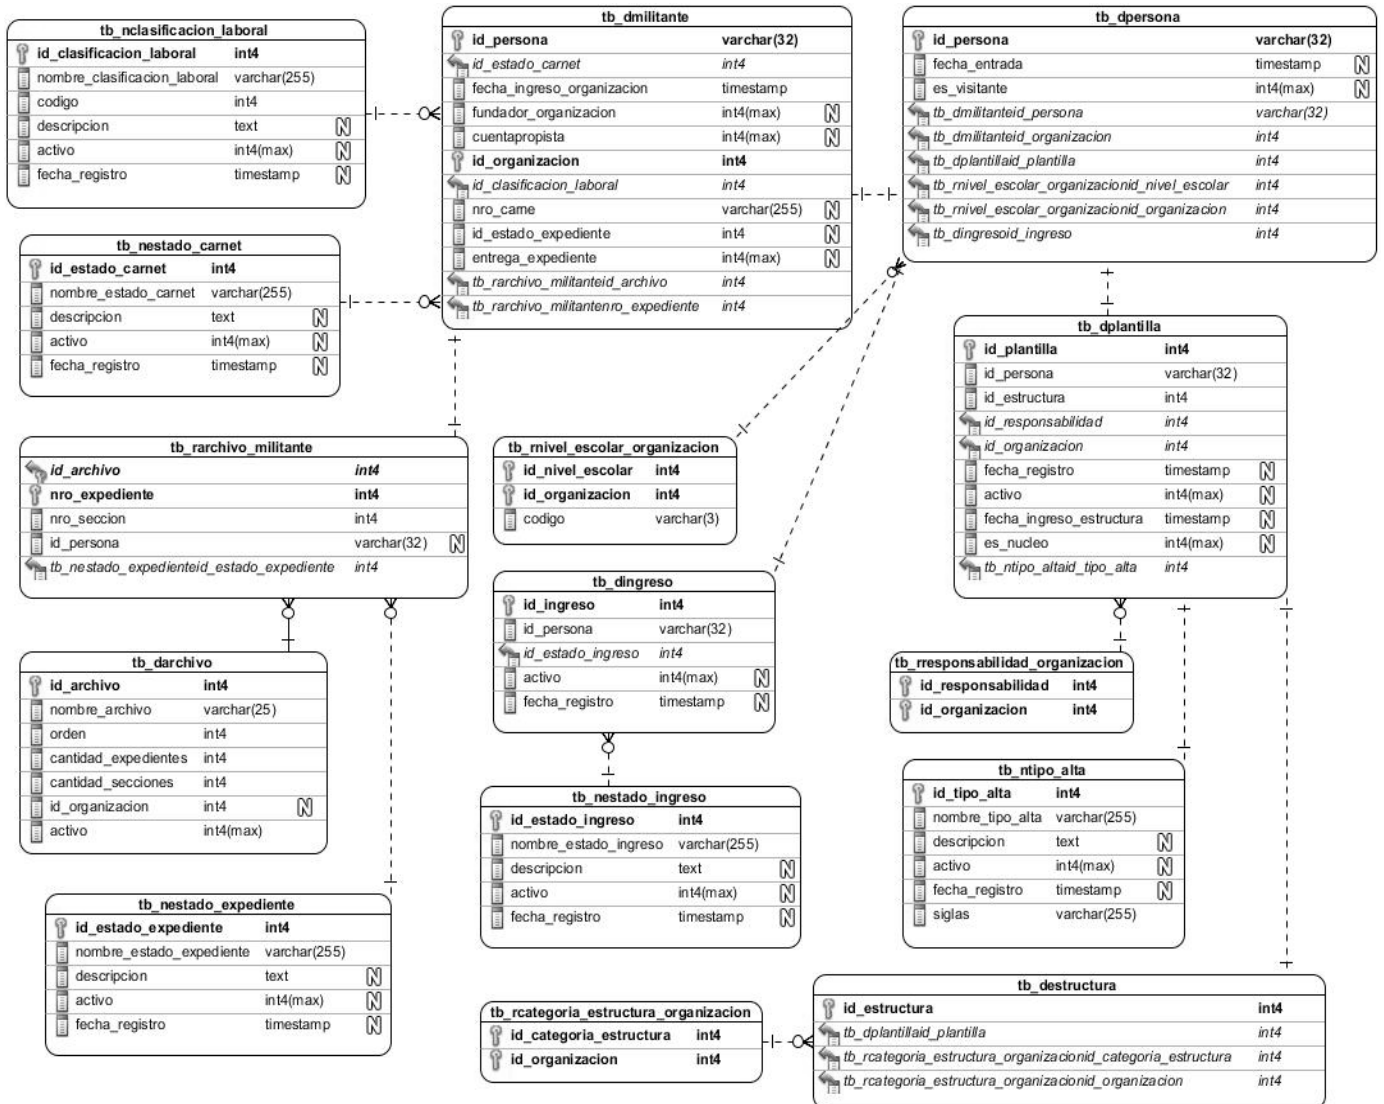 tb_nclasificacion_laboral
id_clasificacion_laboral int4
nombre_clasificacion_laboral varchar(255)
codigo int4
descripcion text N
activo int4(max) N
fecha_registro timestamp N
tb_dmilitante
id_persona varchar(32)
id_estado_carnet int4
fecha_ingreso_organizacion timestamp
fundador_organizacion int4(max) N
cuentapropista int4(max) N
id_organizacion int4
id_clasificacion_laboral int4
nro_carne varchar(255) N
id_estado_expediente int4 N
entrega_expediente int4(max) N
tb_rarchivo_militanteid_archivo int4
tb_rarchivo_militantenro_expediente int4
tb_dpersona
id_persona varchar(32)
fecha_entrada timestamp N
es_visitante int4(max) N
tb_dmilitanteid_persona varchar(32)
tb_dmilitanteid_organizacion int4
tb_dplantillaid_plantilla int4
tb_rnivel_escolar_organizacionid_nivel_escolar int4
tb_rnivel_escolar_organizacionid_organizacion int4
tb_dingresoid_ingreso int4
tb_nestado_carnet
id_estado_carnet int4
nombre_estado_carnet varchar(255)
descripcion text N
activo int4(max) N
fecha_registro timestamp N
tb_dplantilla
id_plantilla int4
id_persona varchar(32)
id_estructura int4
id_responsabilidad int4
id_organizacion int4
fecha_registro timestamp N
activo int4(max) N
fecha_ingreso_estructura timestamp N
es_nucleo int4(max) N
tb_ntipo_altaid_tipo_alta int4
tb_rarchivo_militante
id_archivo int4
nro_expediente int4
nro_seccion int4
id_persona varchar(32) N
tb_nestado_expedienteid_estado_expediente int4
tb_rnivel_escolar_organizacion
id_nivel_escolar int4
id_organizacion int4
codigo varchar(3)
tb_dingreso
id_ingreso int4
id_persona varchar(32)
id_estado_ingreso int4
activo int4(max) N
fecha_registro timestamp N
tb_darchivo
id_archivo int4
nombre_archivo varchar(25)
orden int4
cantidad_expedientes int4
cantidad_secciones int4
id_organizacion int4 N
activo int4(max)
tb_rresponsabilidad_organizacion
id_responsabilidad int4
id_organizacion int4
tb_nestado_ingreso
id_estado_ingreso int4
nombre_estado_ingreso varchar(255)
descripcion text N
activo int4(max) N
fecha_registro timestamp N
tb_ntipo_alta
id_tipo_alta int4
nombre_tipo_alta varchar(255)
descripcion text N
activo int4(max) N
fecha_registro timestamp N
siglas varchar(255)
tb_nestado_expediente
id_estado_expediente int4
nombre_estado_expediente varchar(255)
descripcion text N
activo int4(max) N
fecha_registro timestamp N
tb_rcategoria_estructura_organizacion
id_categoria_estructura int4
id_organizacion int4
tb_destructura
id_estructura int4
tb_dplantillaid_plantilla int4
tb_rcategoria_estructura_organizacionid_categoria_estructura int4
tb_rcategoria_estructura_organizacionid_organizacion int4